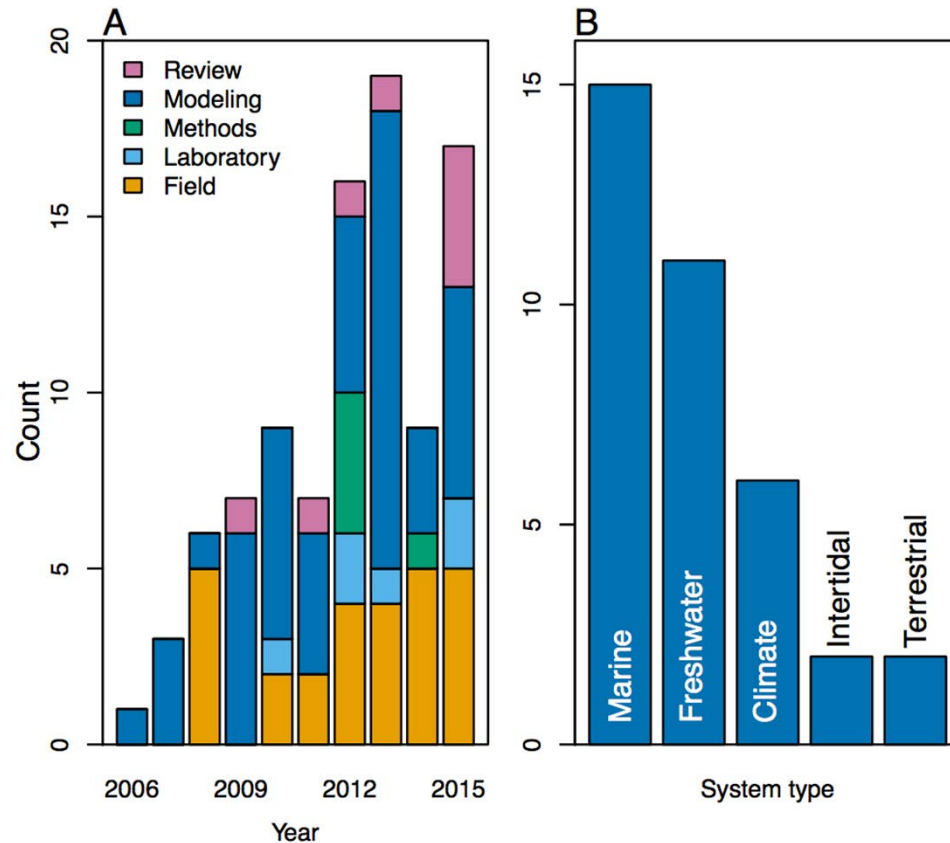 A
20
15
10
5
0
Count
Review
Modeling
Methods
Laboratory
Field
2006
2009
2012
2015
Year
B
15
10
5
0
Marine
Freshwater
Climate
Intertidal
Terrestrial
System type